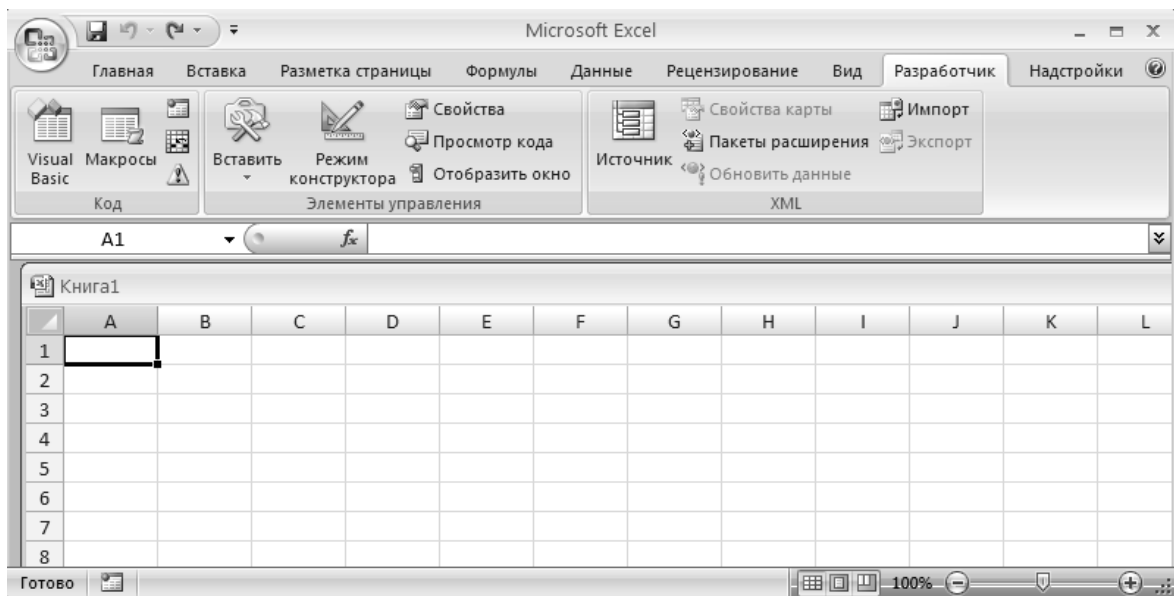 Microsoft Excel
Главная Вставка Разметка страницы Формулы Данные Рецензирование Вид Разработчик Надстройки
Visual Basic
Макросы
Код
Вставить
Режим конструктора
Свойства
Просмотр кода
Отобразить окно
Элементы управления
Источник
Свойства карты
Пакеты расширения
Обновить данные
Импорт
Экспорт
XML
A1 fx
Книга1
A B C D E F G H I J K L
1
2
3
4
5
6
7
8
Готово 100%